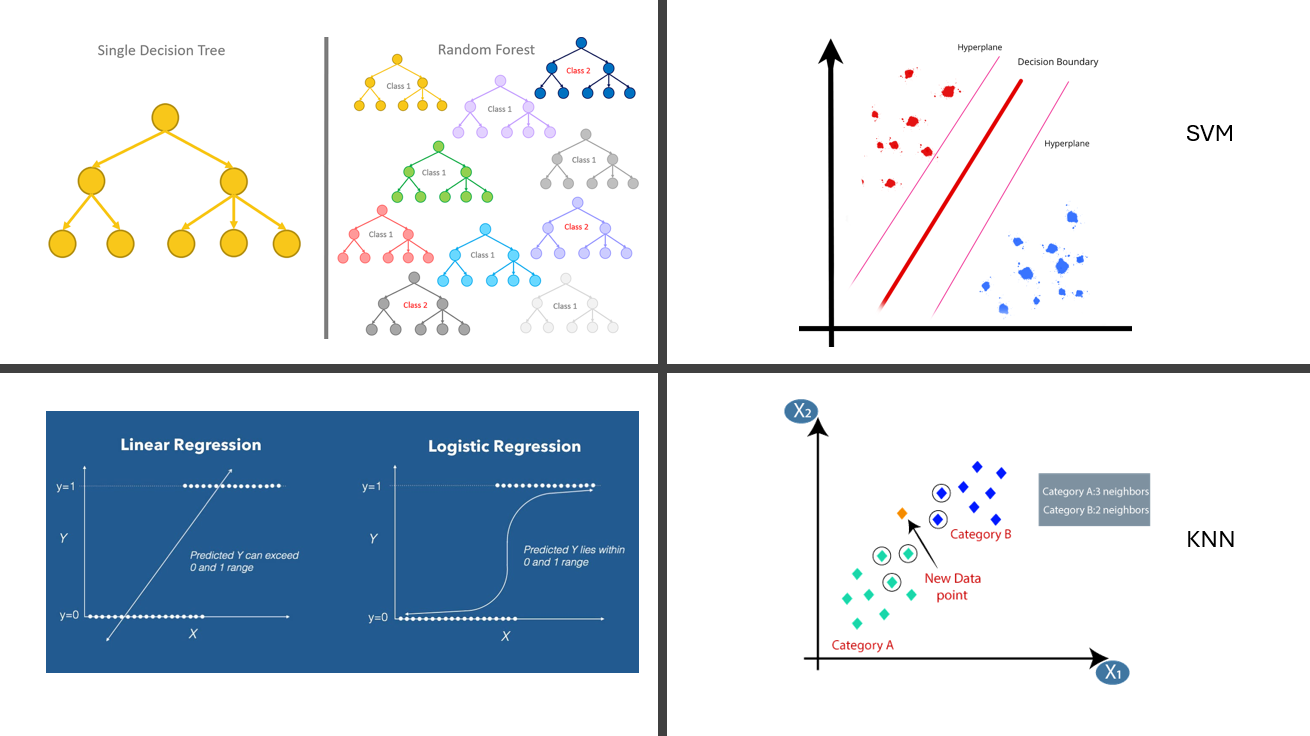 Single Decision Tree
Random Forest
Class 1
Class 2
Class 1
Class 1
Class 1
Class 1
Class 2
Class 1
Class 2
Class 1
Hyperplane
Decision Boundary
Hyperplane
SVM
Linear Regression
y=1
Y
Predicted Y can exceed
0 and 1 range
y=0
X
Logistic Regression
y=1
Y
Predicted Y lies within
0 and 1 range
y=0
X
X₂
Category A:3 neighbors
Category B:2 neighbors
Category B
New Data
point
Category A
X₁
KNN